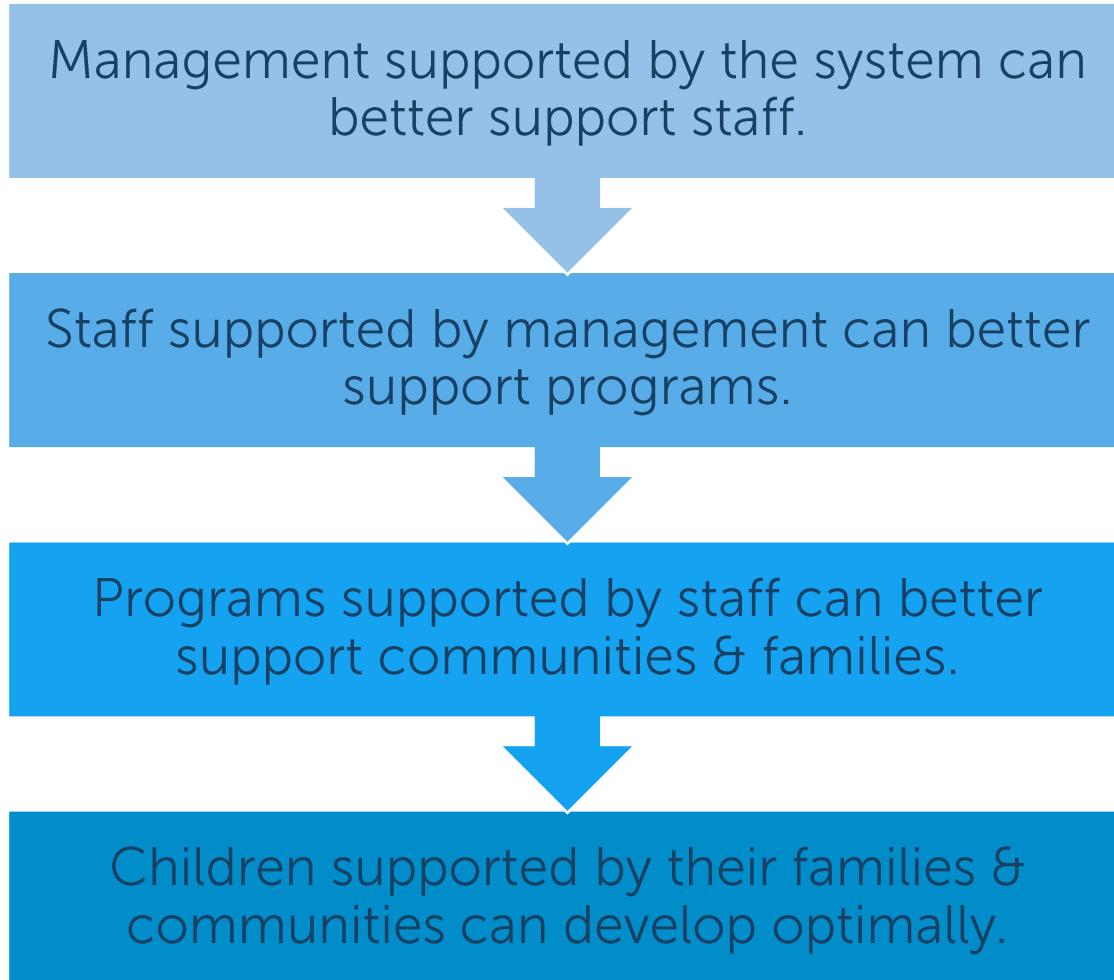 Management supported by the system can
better support staff.
Staff supported by management can better
support programs.
Programs supported by staff can better
support communities & families.
Children supported by their families &
communities can develop optimally.